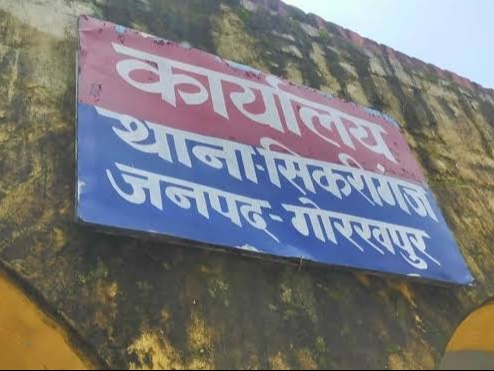 कार्यालय
थाना-सिकरीगंज
जनपद-गोरखपुर